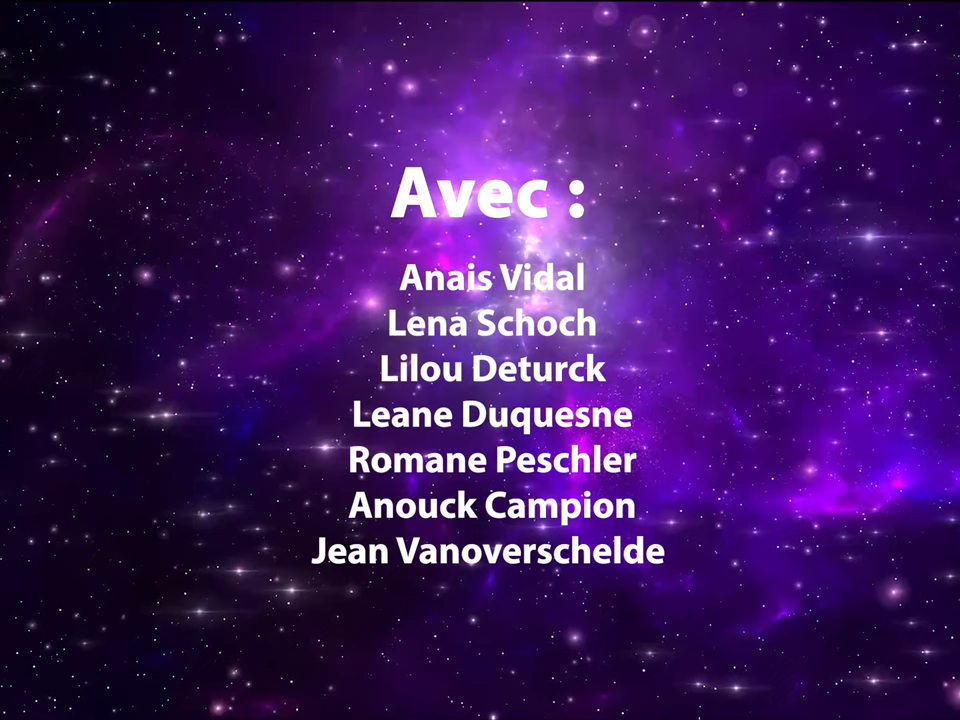 Avec :
Anais Vidal
Lena Schoch
Lilou Deturck
Leane Duquesne
Romane Peschler
Anouck Campion
Jean Vanoverschelde